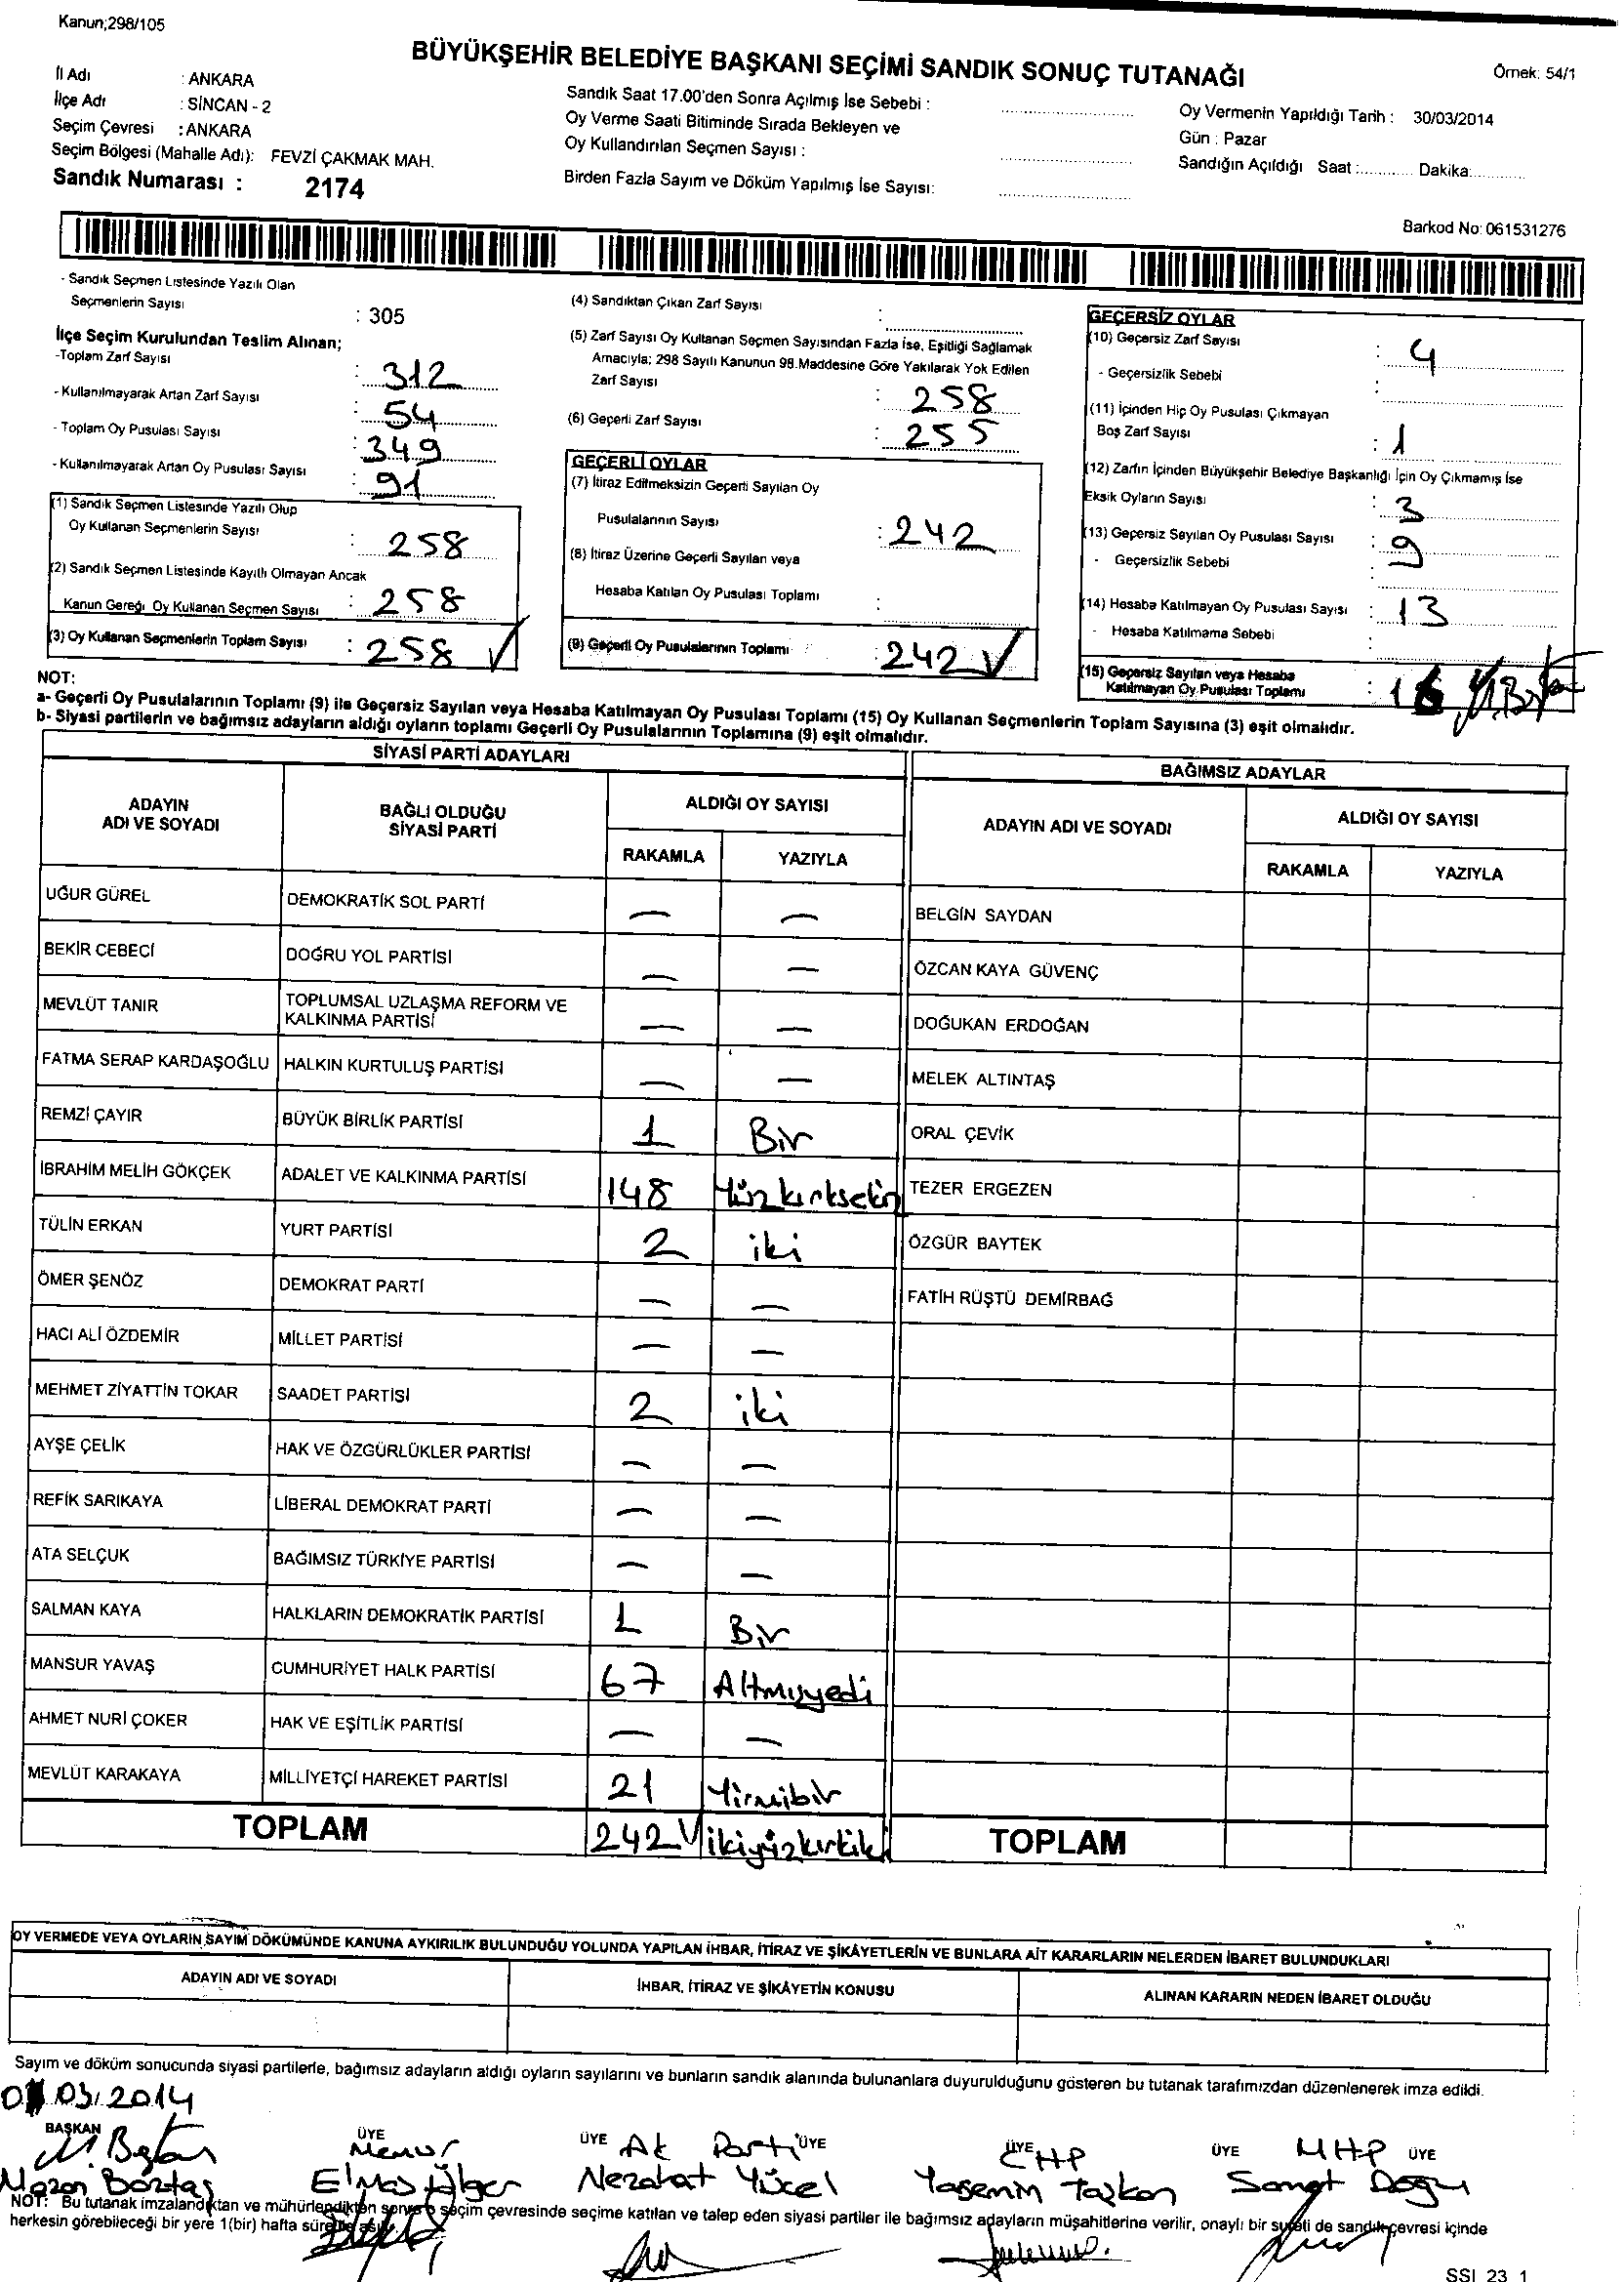 Kanun;298/105
BÜYÜKŞEHİR BELEDİYE BAŞKANI SEÇİMİ SANDIK SONUÇ TUTANAĞI
Örnek: 54/1
İl Adı : ANKARA
İlçe Adı : SİNCAN - 2
Seçim Çevresi : ANKARA
Seçim Bölgesi (Mahalle Adı): FEVZİ ÇAKMAK MAH.
Sandık Numarası : 2174
Sandık Saat 17.00'den Sonra Açılmış İse Sebebi :
Oy Verme Saati Bitiminde Sırada Bekleyen ve
Oy Kullandırılan Seçmen Sayısı :
Birden Fazla Sayım ve Döküm Yapılmış İse Sayısı:
Oy Vermenin Yapıldığı Tarih : 30/03/2014
Gün : Pazar
Sandığın Açıldığı Saat :............ Dakika:............
Barkod No: 061531276
- Sandık Seçmen Listesinde Yazılı Olan
Seçmenlerin Sayısı : 305
İlçe Seçim Kurulundan Teslim Alınan;
-Toplam Zarf Sayısı : 312
- Kullanılmayarak Artan Zarf Sayısı : 54
- Toplam Oy Pusulası Sayısı : 349
- Kullanılmayarak Artan Oy Pusulası Sayısı : 91
(1) Sandık Seçmen Listesinde Yazılı Olup
Oy Kullanan Seçmenlerin Sayısı : 258
(2) Sandık Seçmen Listesinde Kayıtlı Olmayan Ancak
Kanun Gereği Oy Kullanan Seçmen Sayısı : 258
(3) Oy Kullanan Seçmenlerin Toplam Sayısı : 258 √
(4) Sandıktan Çıkan Zarf Sayısı :
(5) Zarf Sayısı Oy Kullanan Seçmen Sayısından Fazla İse, Eşitliği Sağlamak
Amacıyla; 298 Sayılı Kanunun 98.Maddesine Göre Yakılarak Yok Edilen
Zarf Sayısı : 258
(6) Geçerli Zarf Sayısı : 255
GEÇERLİ OYLAR
(7) İtiraz Edilmeksizin Geçerli Sayılan Oy
Pusulalarının Sayısı : 242
(8) İtiraz Üzerine Geçerli Sayılan veya
Hesaba Katılan Oy Pusulası Toplamı :
(9) Geçerli Oy Pusulalarının Toplamı : 242 √
GEÇERSİZ OYLAR
(10) Geçersiz Zarf Sayısı : 4
- Geçersizlik Sebebi :
(11) İçinden Hiç Oy Pusulası Çıkmayan
Boş Zarf Sayısı : 1
(12) Zarfın İçinden Büyükşehir Belediye Başkanlığı İçin Oy Çıkmamış İse
Eksik Oyların Sayısı : 3
(13) Geçersiz Sayılan Oy Pusulası Sayısı : 9
- Geçersizlik Sebebi :
(14) Hesaba Katılmayan Oy Pusulası Sayısı : 13
- Hesaba Katılmama Sebebi :
(15) Geçersiz Sayılan veya Hesaba
Katılmayan Oy Pusulası Toplamı :
NOT:
a- Geçerli Oy Pusulalarının Toplamı (9) ile Geçersiz Sayılan veya Hesaba Katılmayan Oy Pusulası Toplamı (15) Oy Kullanan Seçmenlerin Toplam Sayısına (3) eşit olmalıdır.
b- Siyasi partilerin ve bağımsız adayların aldığı oyların toplamı Geçerli Oy Pusulalarının Toplamına (9) eşit olmalıdır.
SİYASİ PARTİ ADAYLARI
ADAYIN ADI VE SOYADI BAĞLI OLDUĞU SİYASİ PARTİ ALDIĞI OY SAYISI
RAKAMLA YAZIYLA
UĞUR GÜREL DEMOKRATİK SOL PARTİ — —
BEKİR CEBECİ DOĞRU YOL PARTİSİ — —
MEVLÜT TANIR TOPLUMSAL UZLAŞMA REFORM VE KALKINMA PARTİSİ — —
FATMA SERAP KARDAŞOĞLU HALKIN KURTULUŞ PARTİSİ — —
REMZİ ÇAYIR BÜYÜK BİRLİK PARTİSİ 1 Bir
İBRAHİM MELİH GÖKÇEK ADALET VE KALKINMA PARTİSİ 148 Yüzkırksekiz
TÜLİN ERKAN YURT PARTİSİ 2 iki
ÖMER ŞENÖZ DEMOKRAT PARTİ — —
HACI ALİ ÖZDEMİR MİLLET PARTİSİ — —
MEHMET ZİYATTİN TOKAR SAADET PARTİSİ 2 iki
AYŞE ÇELİK HAK VE ÖZGÜRLÜKLER PARTİSİ — —
REFİK SARIKAYA LİBERAL DEMOKRAT PARTİ — —
ATA SELÇUK BAĞIMSIZ TÜRKİYE PARTİSİ — —
SALMAN KAYA HALKLARIN DEMOKRATİK PARTİSİ 1 Bir
MANSUR YAVAŞ CUMHURİYET HALK PARTİSİ 67 Altmışyedi
AHMET NURİ ÇOKER HAK VE EŞİTLİK PARTİSİ — —
MEVLÜT KARAKAYA MİLLİYETÇİ HAREKET PARTİSİ 21 Yirmibir
TOPLAM 242 √ ikiyüzkırkiki
BAĞIMSIZ ADAYLAR
ADAYIN ADI VE SOYADI ALDIĞI OY SAYISI
RAKAMLA YAZIYLA
BELGİN SAYDAN
ÖZCAN KAYA GÜVENÇ
DOĞUKAN ERDOĞAN
MELEK ALTINTAŞ
ORAL ÇEVİK
TEZER ERGEZEN
ÖZGÜR BAYTEK
FATİH RÜŞTÜ DEMİRBAĞ
TOPLAM
OY VERMEDE VEYA OYLARIN SAYIM DÖKÜMÜNDE KANUNA AYKIRILIK BULUNDUĞU YOLUNDA YAPILAN İHBAR, İTİRAZ VE ŞİKÂYETLERİN VE BUNLARA AİT KARARLARIN NELERDEN İBARET BULUNDUKLARI
ADAYIN ADI VE SOYADI İHBAR, İTİRAZ VE ŞİKÂYETİN KONUSU ALINAN KARARIN NEDEN İBARET OLDUĞU
Sayım ve döküm sonucunda siyasi partilerle, bağımsız adayların aldığı oyların sayılarını ve bunların sandık alanında bulunanlara duyurulduğunu gösteren bu tutanak tarafımızdan düzenlenerek imza edildi.
03/2014
BAŞKAN ÜYE ÜYE ÜYE ÜYE ÜYE ÜYE
Memur Ak Parti CHP MHP
Nezahat Yücel Yasemin Taşkan Samet Doğu
NOT: Bu tutanak imzalandıktan ve mühürlendikten sonra o seçim çevresinde seçime katılan ve talep eden siyasi partiler ile bağımsız adayların müşahitlerine verilir, onaylı bir sureti de sandık çevresi içinde
herkesin görebileceği bir yere 1(bir) hafta süreyle asılır.
SSI 23 1